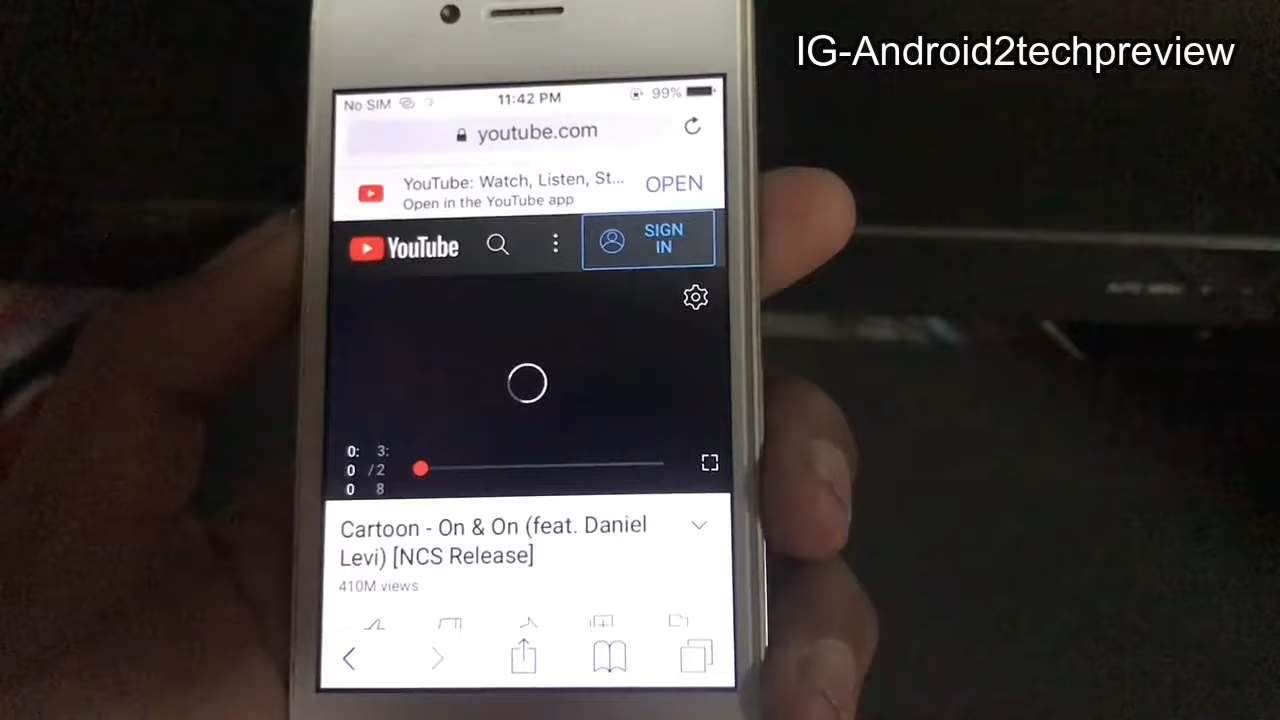 IG-Android2techpreview
No SIM 11:42 PM 99%
youtube.com
YouTube: Watch, Listen, St...
Open in the YouTube app
OPEN
YouTube
SIGN
IN
0: 3:
0 /2
0 8
Cartoon - On & On (feat. Daniel
Levi) [NCS Release]
410M views